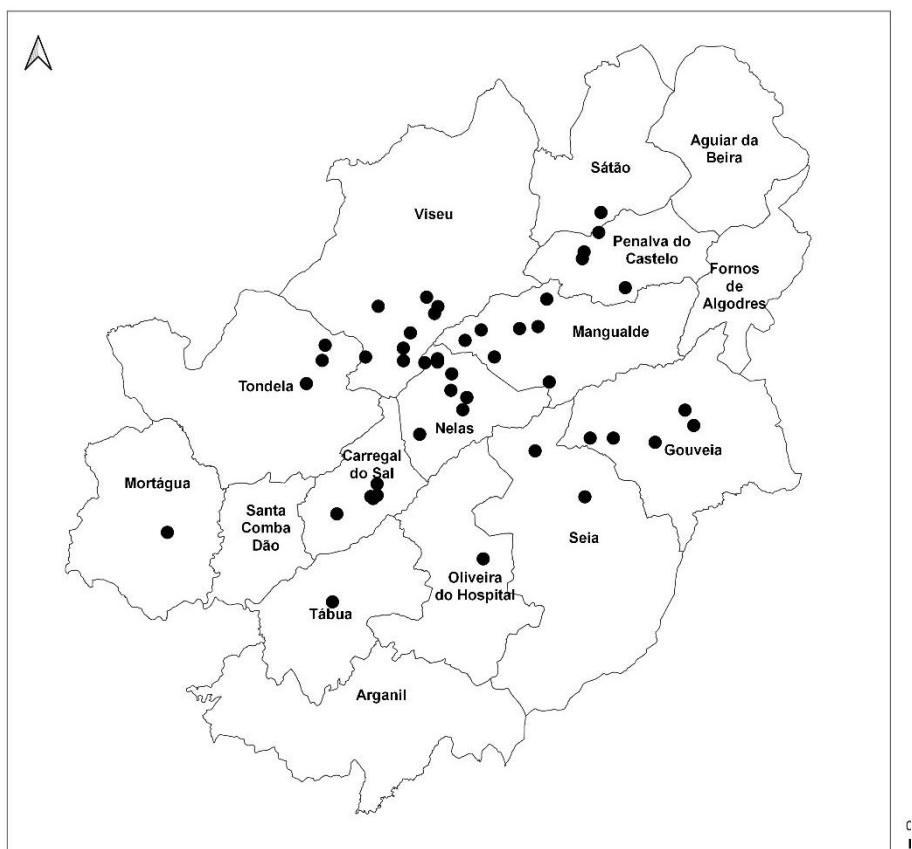 Aguiar da
Beira
Sátão
Viseu
Penalva do
Castelo
Fornos
de
Algodres
Mangualde
Tondela
Nelas
Gouveia
Carregal
do Sal
Mortágua
Santa
Comba
Dão
Seia
Oliveira
do Hospital
Tábua
Arganil